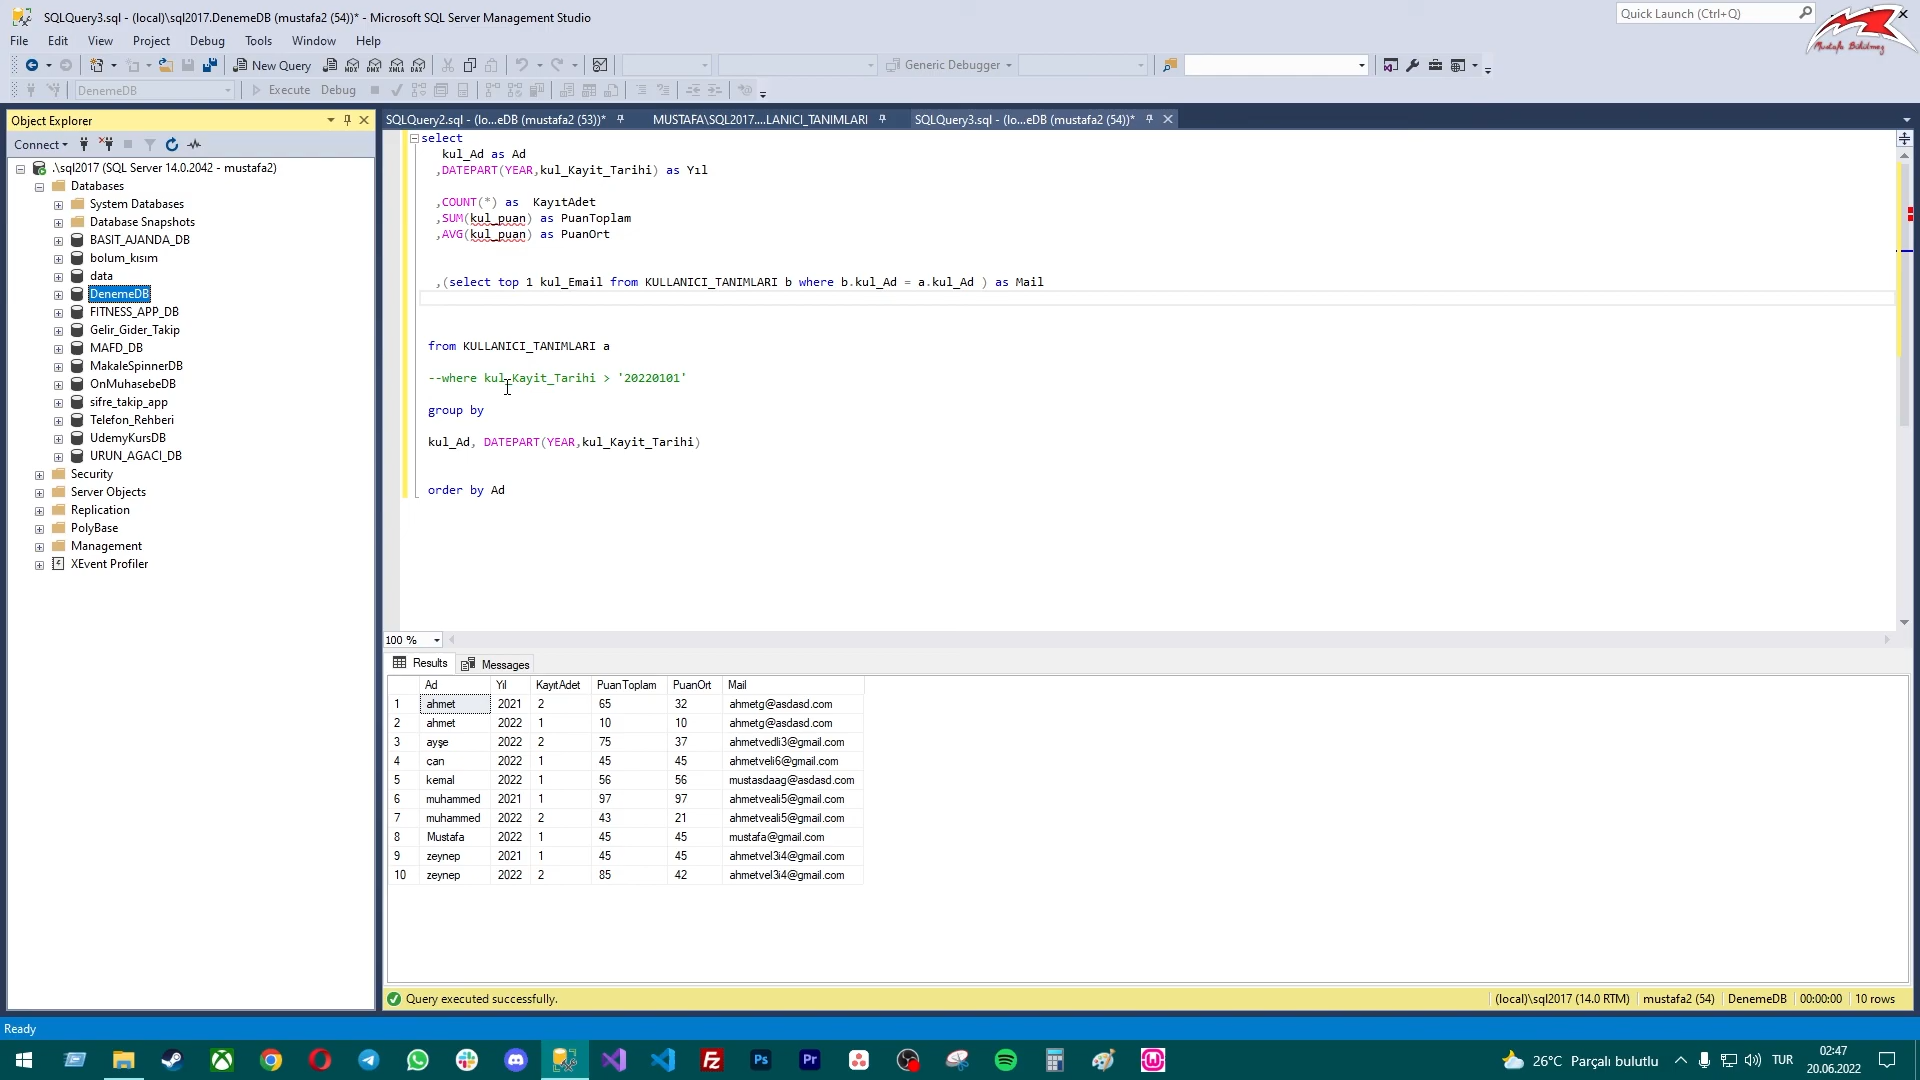 SQLQuery3.sql - (local)\sql2017.DenemeDB (mustafa2 (54))* - Microsoft SQL Server Management Studio
Quick Launch (Ctrl+Q)
File Edit View Project Debug Tools Window Help
New Query
Generic Debugger
DenemeDB
Execute Debug
Object Explorer
SQLQuery2.sql - (lo...eDB (mustafa2 (53))*
MUSTAFA\SQL2017....LANICI_TANIMLARI
SQLQuery3.sql - (lo...eDB (mustafa2 (54))*
Connect
.\sql2017 (SQL Server 14.0.2042 - mustafa2)
Databases
System Databases
Database Snapshots
BASIT_AJANDA_DB
bolum_kısım
data
DenemeDB
FITNESS_APP_DB
Gelir_Gider_Takip
MAFD_DB
MakaleSpinnerDB
OnMuhasebeDB
sifre_takip_app
Telefon_Rehberi
UdemyKursDB
URUN_AGACI_DB
Security
Server Objects
Replication
PolyBase
Management
XEvent Profiler
select
kul_Ad as Ad
,DATEPART(YEAR,kul_Kayit_Tarihi) as Yıl
,COUNT(*) as  KayıtAdet
,SUM(kul_puan) as PuanToplam
,AVG(kul_puan) as PuanOrt
,(select top 1 kul_Email from KULLANICI_TANIMLARI b where b.kul_Ad = a.kul_Ad ) as Mail
from KULLANICI_TANIMLARI a
--where kul_Kayit_Tarihi > '20220101'
group by
kul_Ad, DATEPART(YEAR,kul_Kayit_Tarihi)
order by Ad
100 %
Results Messages
Ad Yıl KayıtAdet PuanToplam PuanOrt Mail
1 ahmet 2021 2 65 32 ahmetg@asdasd.com
2 ahmet 2022 1 10 10 ahmetg@asdasd.com
3 ayşe 2022 2 75 37 ahmetvedli3@gmail.com
4 can 2022 1 45 45 ahmetveli6@gmail.com
5 kemal 2022 1 56 56 mustasdaag@asdasd.com
6 muhammed 2021 1 97 97 ahmetveali5@gmail.com
7 muhammed 2022 2 43 21 ahmetveali5@gmail.com
8 Mustafa 2022 1 45 45 mustafa@gmail.com
9 zeynep 2021 1 45 45 ahmetvel3i4@gmail.com
10 zeynep 2022 2 85 42 ahmetvel3i4@gmail.com
Query executed successfully.
(local)\sql2017 (14.0 RTM) mustafa2 (54) DenemeDB 00:00:00 10 rows
Ready
26°C Parçalı bulutlu
TUR
02:47
20.06.2022